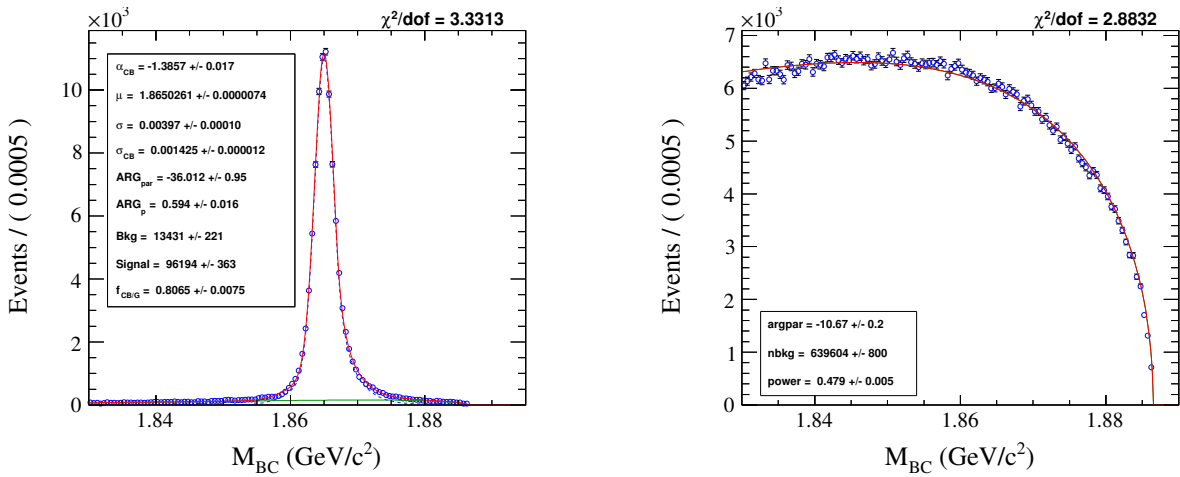 ×10³
χ²/dof = 3.3313
α_CB = -1.3857 +/- 0.017
μ = 1.8650261 +/- 0.0000074
σ = 0.00397 +/- 0.00010
σ_CB = 0.001425 +/- 0.000012
ARG_par = -36.012 +/- 0.95
ARG_p = 0.594 +/- 0.016
Bkg = 13431 +/- 221
Signal = 96194 +/- 363
f_CB/G = 0.8065 +/- 0.0075
10
8
6
4
2
0
Events / ( 0.0005 )
1.84 1.86 1.88
M_BC (GeV/c²)
×10³
χ²/dof = 2.8832
7
6
5
4
3
2
1
0
Events / ( 0.0005 )
argpar = -10.67 +/- 0.2
nbkg = 639604 +/- 800
power = 0.479 +/- 0.005
1.84 1.86 1.88
M_BC (GeV/c²)